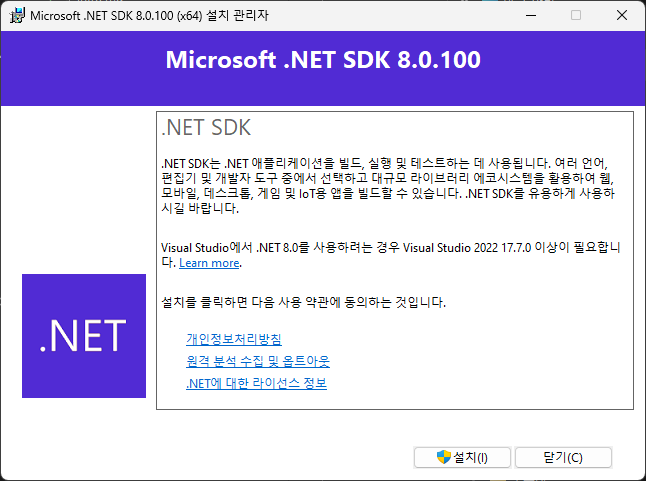 Microsoft .NET SDK 8.0.100 (x64) 설치 관리자
Microsoft .NET SDK 8.0.100
.NET SDK
.NET SDK는 .NET 애플리케이션을 빌드, 실행 및 테스트하는 데 사용됩니다. 여러 언어,
편집기 및 개발자 도구 중에서 선택하고 대규모 라이브러리 에코시스템을 활용하여 웹,
모바일, 데스크톱, 게임 및 IoT용 앱을 빌드할 수 있습니다. .NET SDK를 유용하게 사용하
시길 바랍니다.
Visual Studio에서 .NET 8.0를 사용하려는 경우 Visual Studio 2022 17.7.0 이상이 필요합니
다. Learn more.
설치를 클릭하면 다음 사용 약관에 동의하는 것입니다.
개인정보처리방침
원격 분석 수집 및 옵트아웃
.NET에 대한 라이선스 정보
.NET
설치(I)
닫기(C)